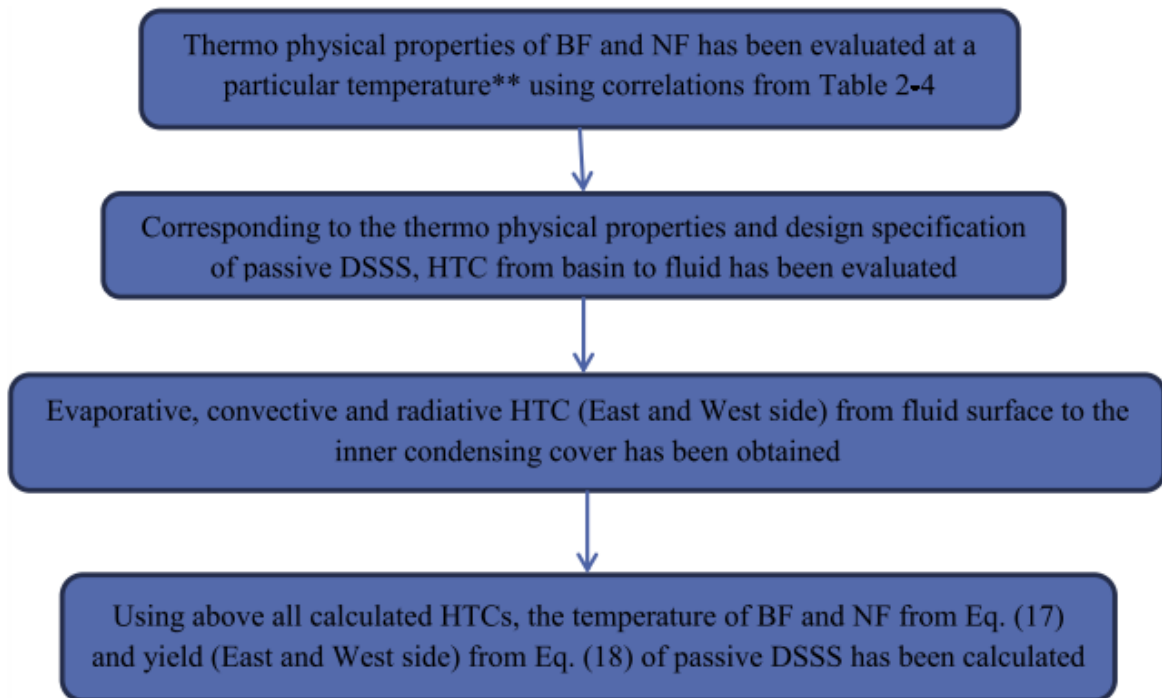 Thermo physical properties of BF and NF has been evaluated at a
particular temperature** using correlations from Table 2-4
Corresponding to the thermo physical properties and design specification
of passive DSSS, HTC from basin to fluid has been evaluated
Evaporative, convective and radiative HTC (East and West side) from fluid surface to the
inner condensing cover has been obtained
Using above all calculated HTCs, the temperature of BF and NF from Eq. (17)
and yield (East and West side) from Eq. (18) of passive DSSS has been calculated